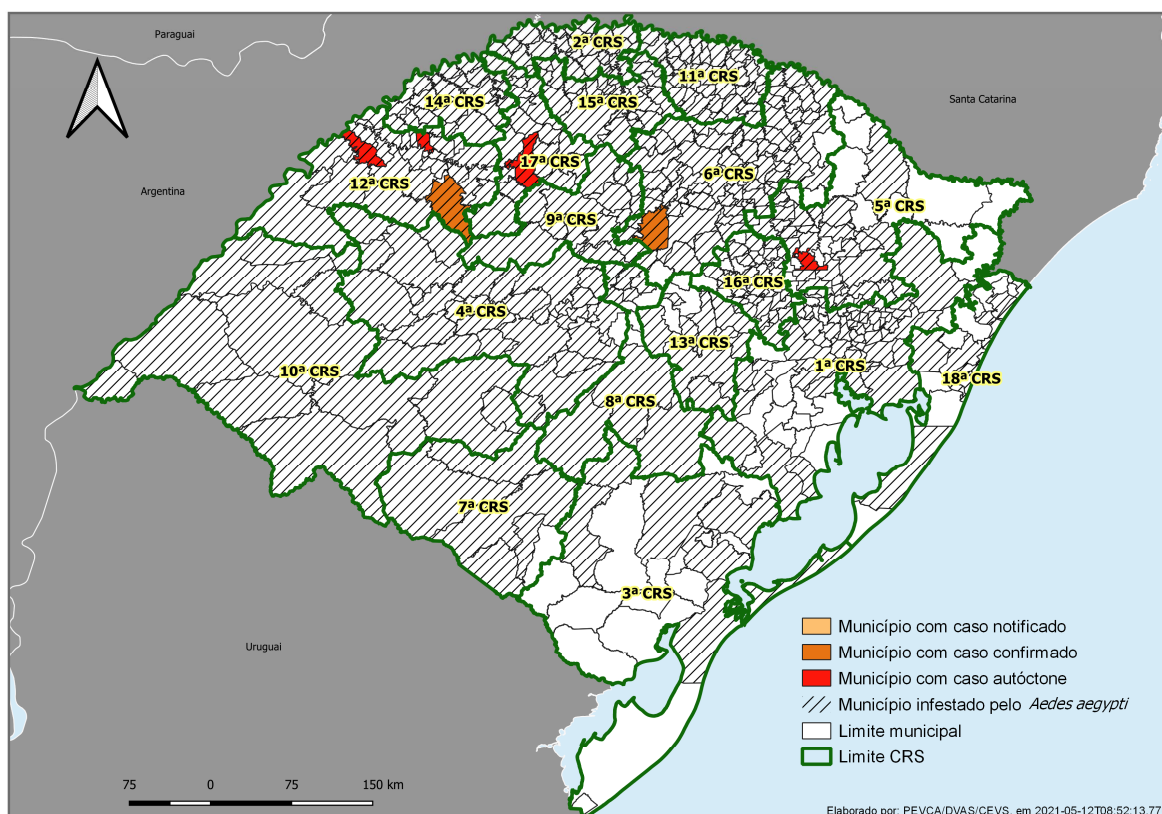 Paraguai
2ª CRS
11ª CRS
14ª CRS
15ª CRS
Santa Catarina
17ª CRS
6ª CRS
Argentina
12ª CRS
9ª CRS
5ª CRS
16ª CRS
4ª CRS
13ª CRS
10ª CRS
1ª CRS
18ª CRS
8ª CRS
7ª CRS
3ª CRS
Uruguai
Município com caso notificado
Município com caso confirmado
Município com caso autóctone
Município infestado pelo Aedes aegypti
Limite municipal
Limite CRS
75 0 75 150 km
Elaborado por: PEVCA/DVAS/CEVS, em 2021-05-12T08:52:13.77